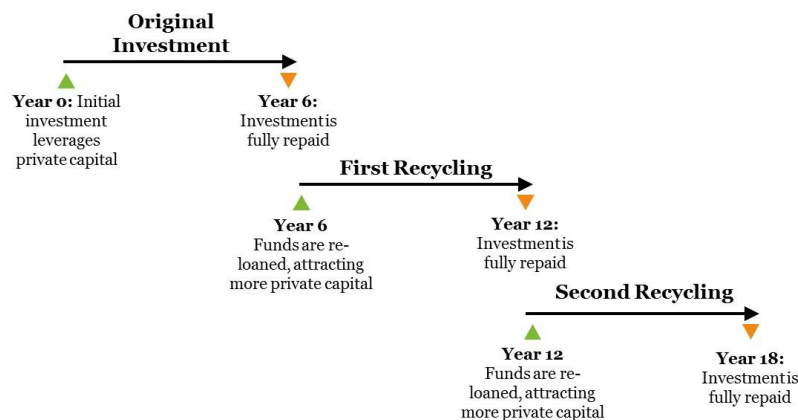 Original
Investment
Year 0: Initial
investment
leverages
private capital
Year 6:
Investment is
fully repaid
First Recycling
Year 6
Funds are re-
loaned, attracting
more private capital
Year 12:
Investment is
fully repaid
Second Recycling
Year 12
Funds are re-
loaned, attracting
more private capital
Year 18:
Investment is
fully repaid